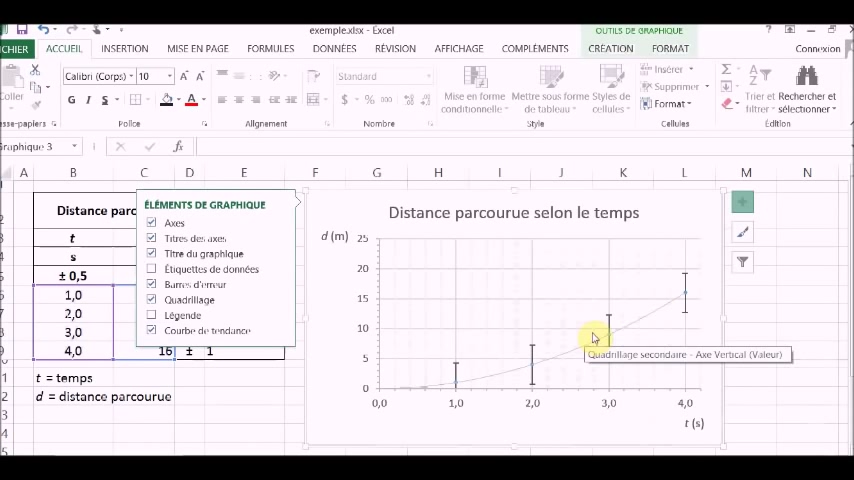 exemple.xlsx - Excel
OUTILS DE GRAPHIQUE
ICHIER ACCUEIL INSERTION MISE EN PAGE FORMULES DONNÉES RÉVISION AFFICHAGE COMPLÉMENTS CRÉATION FORMAT Connexion
Calibri (Corps) 10
Standard
Insérer
Supprimer
Format
Coller
G I S
Mise en forme
conditionnelle
Mettre sous forme
de tableau
Styles de
cellules
Trier et
filtrer
Rechercher et
sélectionner
esse-papiers Police Alignement Nombre Style Cellules Édition
Graphique 3
fx
A B C D E F G H I J K L M N
Distance parc
t
s
± 0,5
1,0
2,0
3,0
4,0 16 ± 1
t = temps
d = distance parcourue
ÉLÉMENTS DE GRAPHIQUE
Axes
Titres des axes
Titre du graphique
Étiquettes de données
Barres d'erreur
Quadrillage
Légende
Courbe de tendance
Distance parcourue selon le temps
d (m)
25
20
15
10
5
0
0,0 1,0 2,0 3,0 4,0
t (s)
Quadrillage secondaire - Axe Vertical (Valeur)